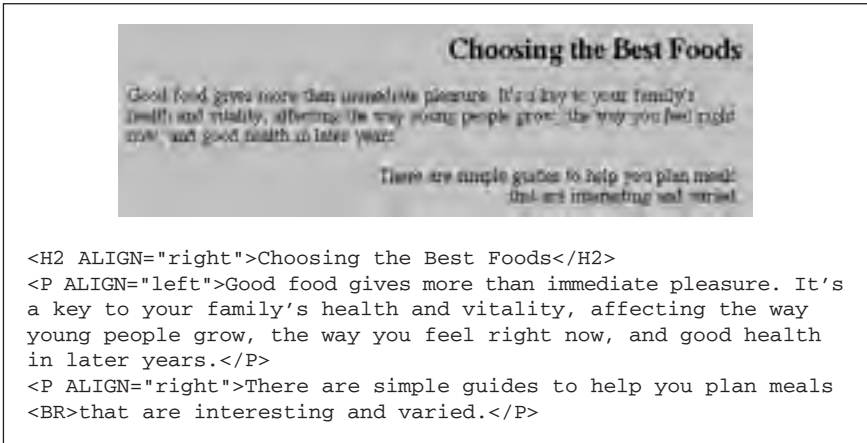 Choosing the Best Foods
Good food gives more than immediate pleasure. It's a key to your family's
health and vitality, affecting the way young people grow, the way you feel right
now, and good health in later years.
There are simple guides to help you plan meals
that are interesting and varied.
<H2 ALIGN="right">Choosing the Best Foods</H2>
<P ALIGN="left">Good food gives more than immediate pleasure. It's
a key to your family’s health and vitality, affecting the way
young people grow, the way you feel right now, and good health
in later years.</P>
<P ALIGN="right">There are simple guides to help you plan meals
<BR>that are interesting and varied.</P>